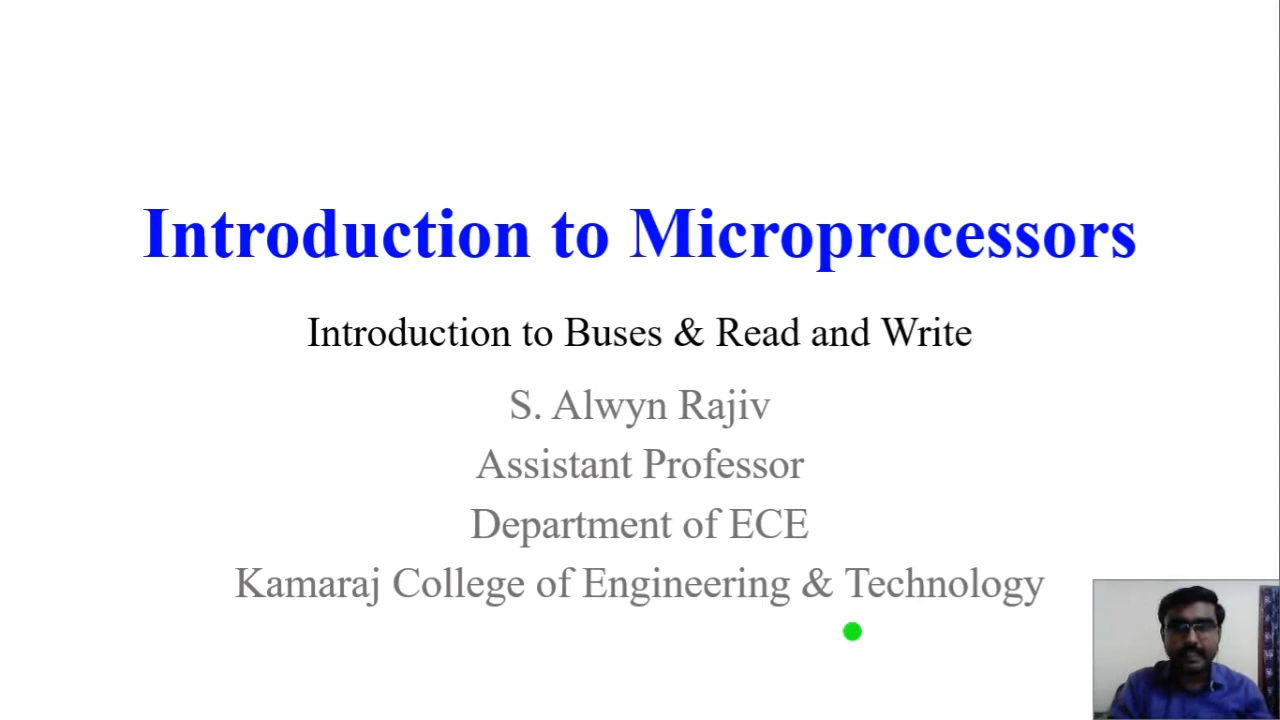 Introduction to Microprocessors
Introduction to Buses & Read and Write
S. Alwyn Rajiv
Assistant Professor
Department of ECE
Kamaraj College of Engineering & Technology